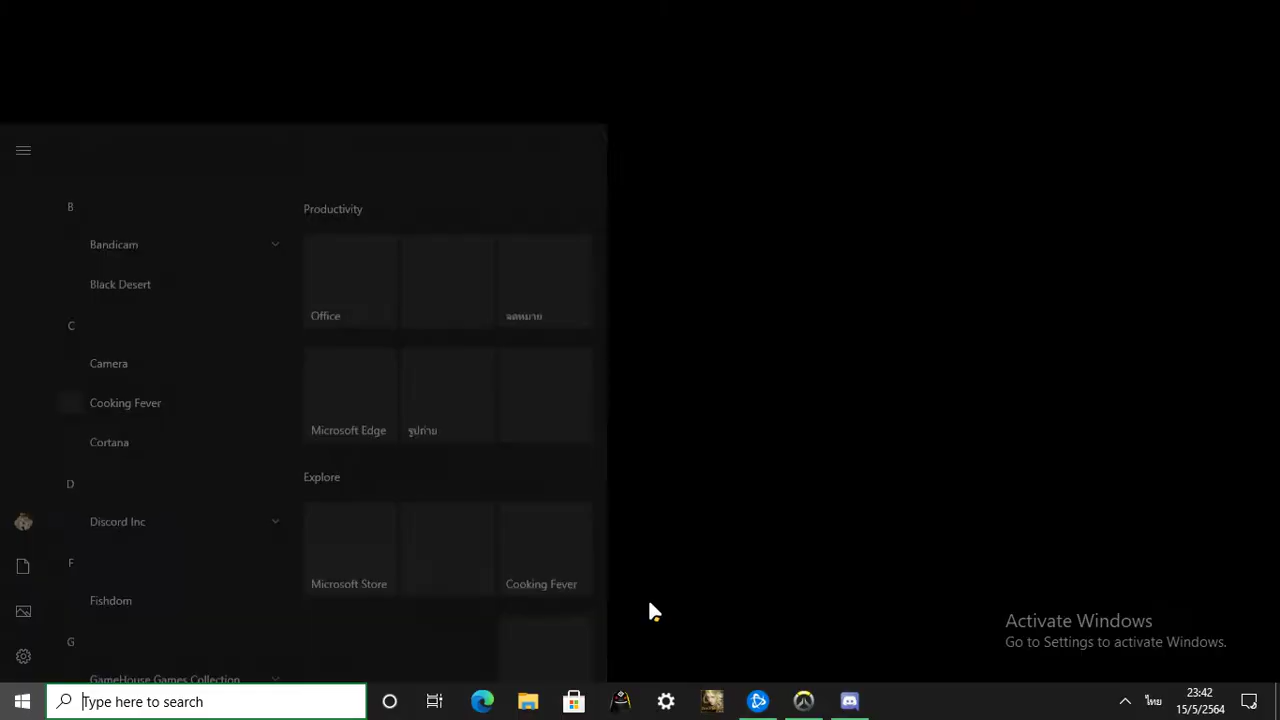 B
Bandicam
Black Desert
C
Camera
Cooking Fever
Cortana
D
Discord Inc
F
Fishdom
G
GameHouse Games Collection
Productivity
Office
จดหมาย
Microsoft Edge
รูปถ่าย
Explore
Microsoft Store
Cooking Fever
Activate Windows
Go to Settings to activate Windows.
Type here to search
ไทย
23:42
15/5/2564